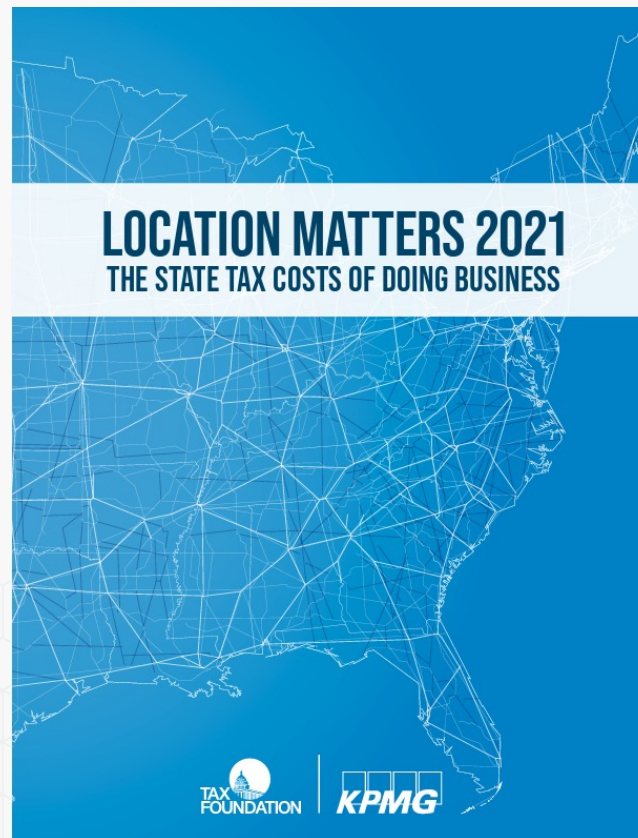 LOCATION MATTERS 2021
THE STATE TAX COSTS OF DOING BUSINESS
TAX
FOUNDATION
KPMG